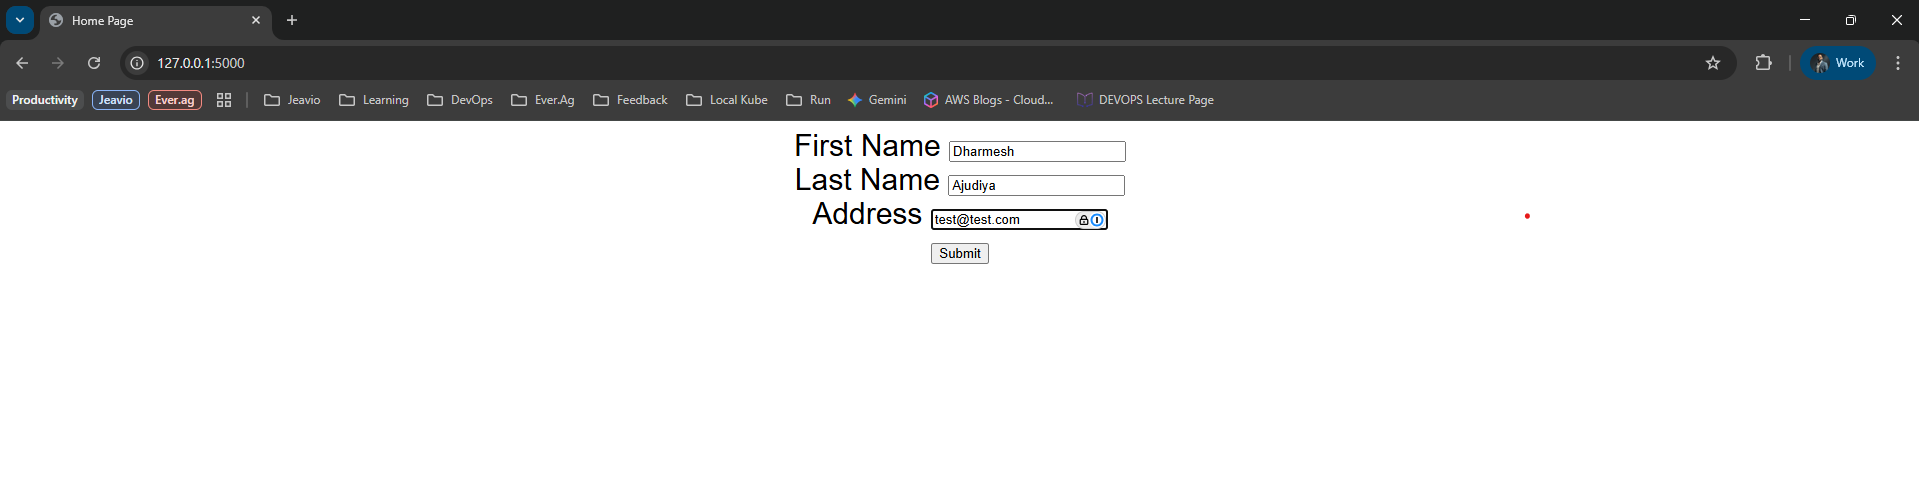 Home Page
127.0.0.1:5000
Work
Productivity Jeavio Ever.ag Jeavio Learning DevOps Ever.Ag Feedback Local Kube Run Gemini AWS Blogs - Cloud... DEVOPS Lecture Page
First Name Dharmesh
Last Name Ajudiya
Address test@test.com
Submit